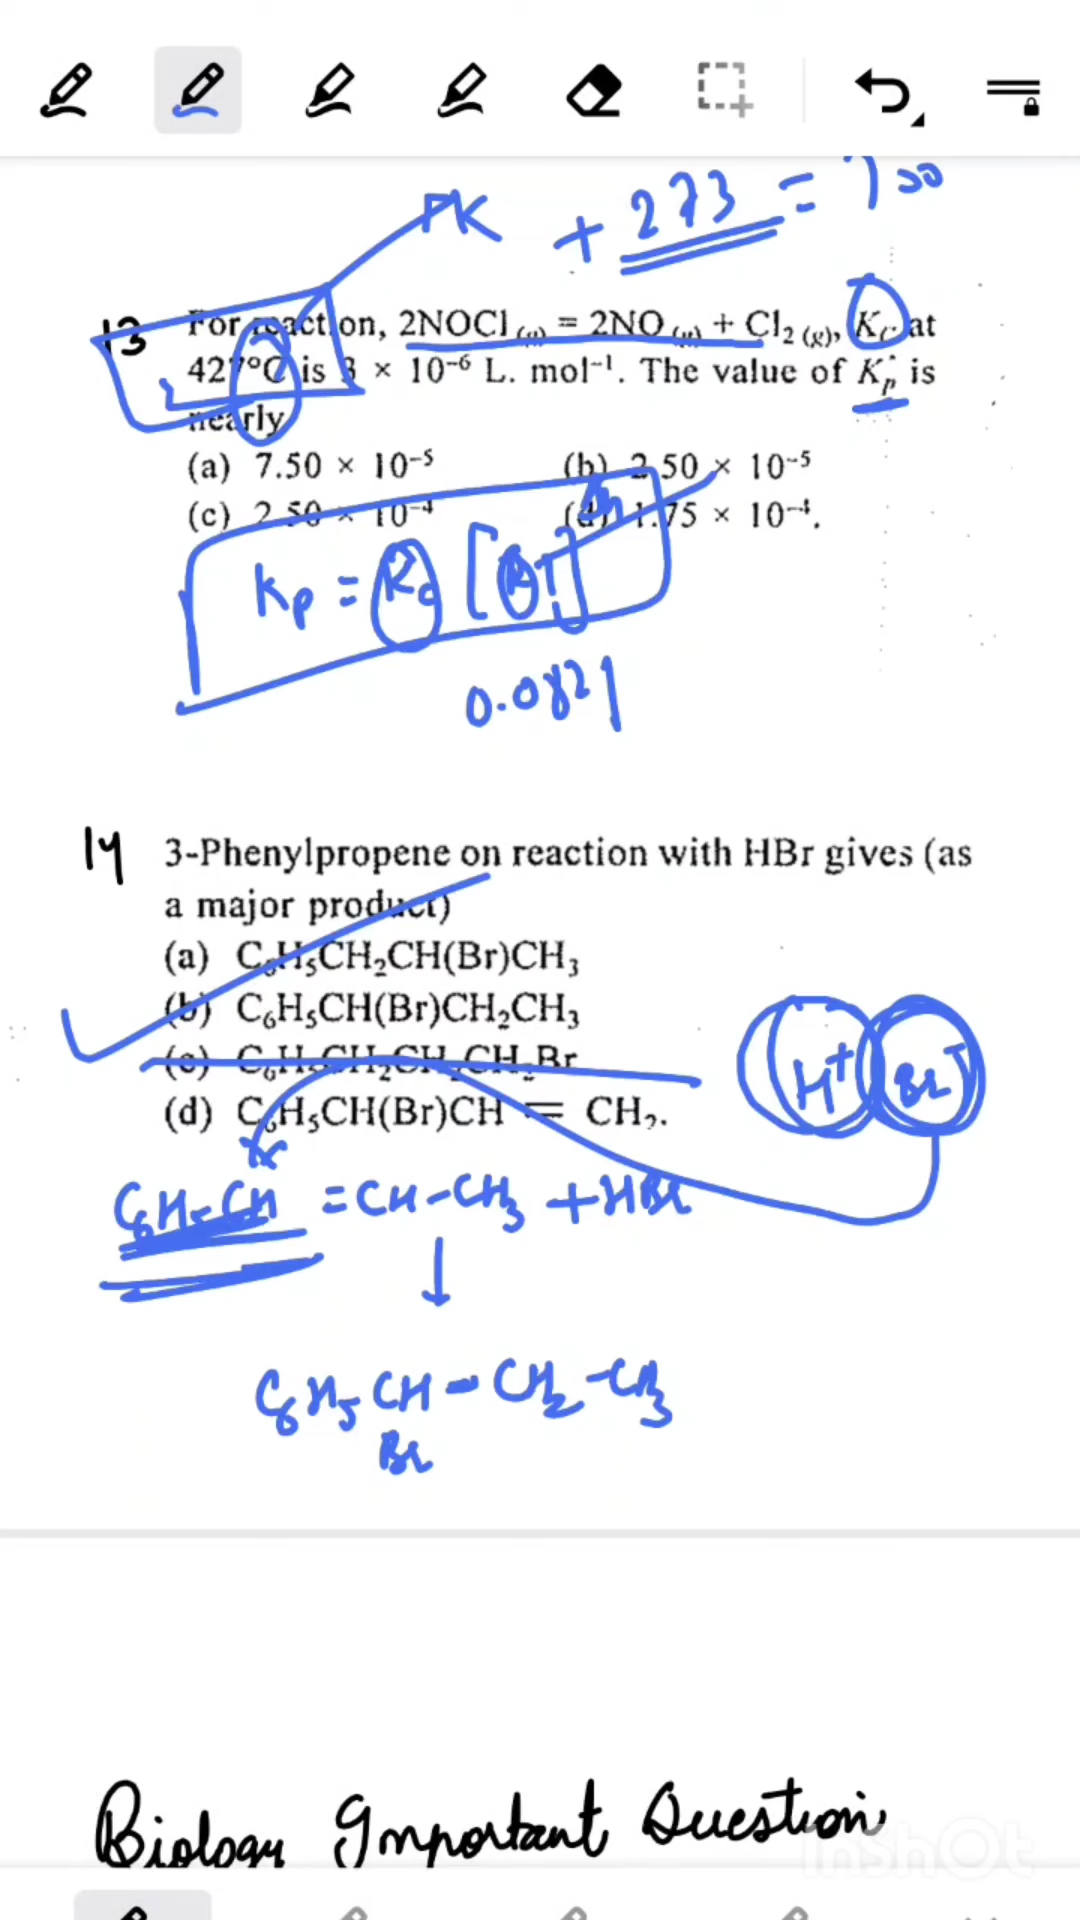 PK + 273 = 700
13 For reaction, 2NOCl (g) = 2NO (g) + Cl2 (g), KC at
427°C is 3 × 10-6 L. mol-1. The value of Kp is
nearly
(a) 7.50 × 10-5 (b) 2.50 × 10-5
(c) 2.50 × 10-4 (d) 1.75 × 10-4.
Kp = Kc [RT]
0.0821
14 3-Phenylpropene on reaction with HBr gives (as
a major product)
(a) C6H5CH2CH(Br)CH3
(b) C6H5CH(Br)CH2CH3
(c) C6H5CH2CH2CH2Br
(d) C6H5CH(Br)CH = CH2.
H+ Br-
C6H5-CH = CH-CH3 + HBr
↓
C6H5 CH - CH2 - CH3
Br
Biology Important Question
InShOt